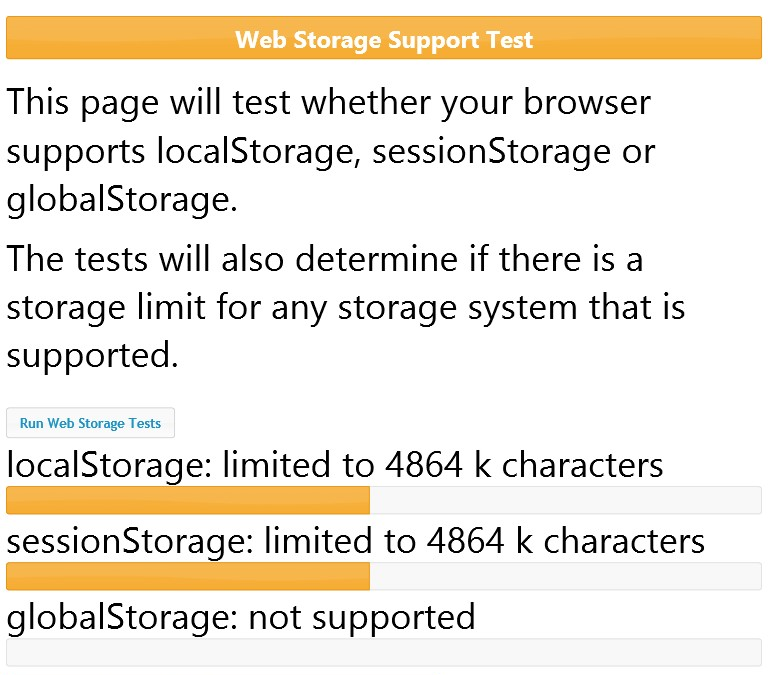 Web Storage Support Test
This page will test whether your browser
supports localStorage, sessionStorage or
globalStorage.
The tests will also determine if there is a
storage limit for any storage system that is
supported.
Run Web Storage Tests
localStorage: limited to 4864 k characters
sessionStorage: limited to 4864 k characters
globalStorage: not supported